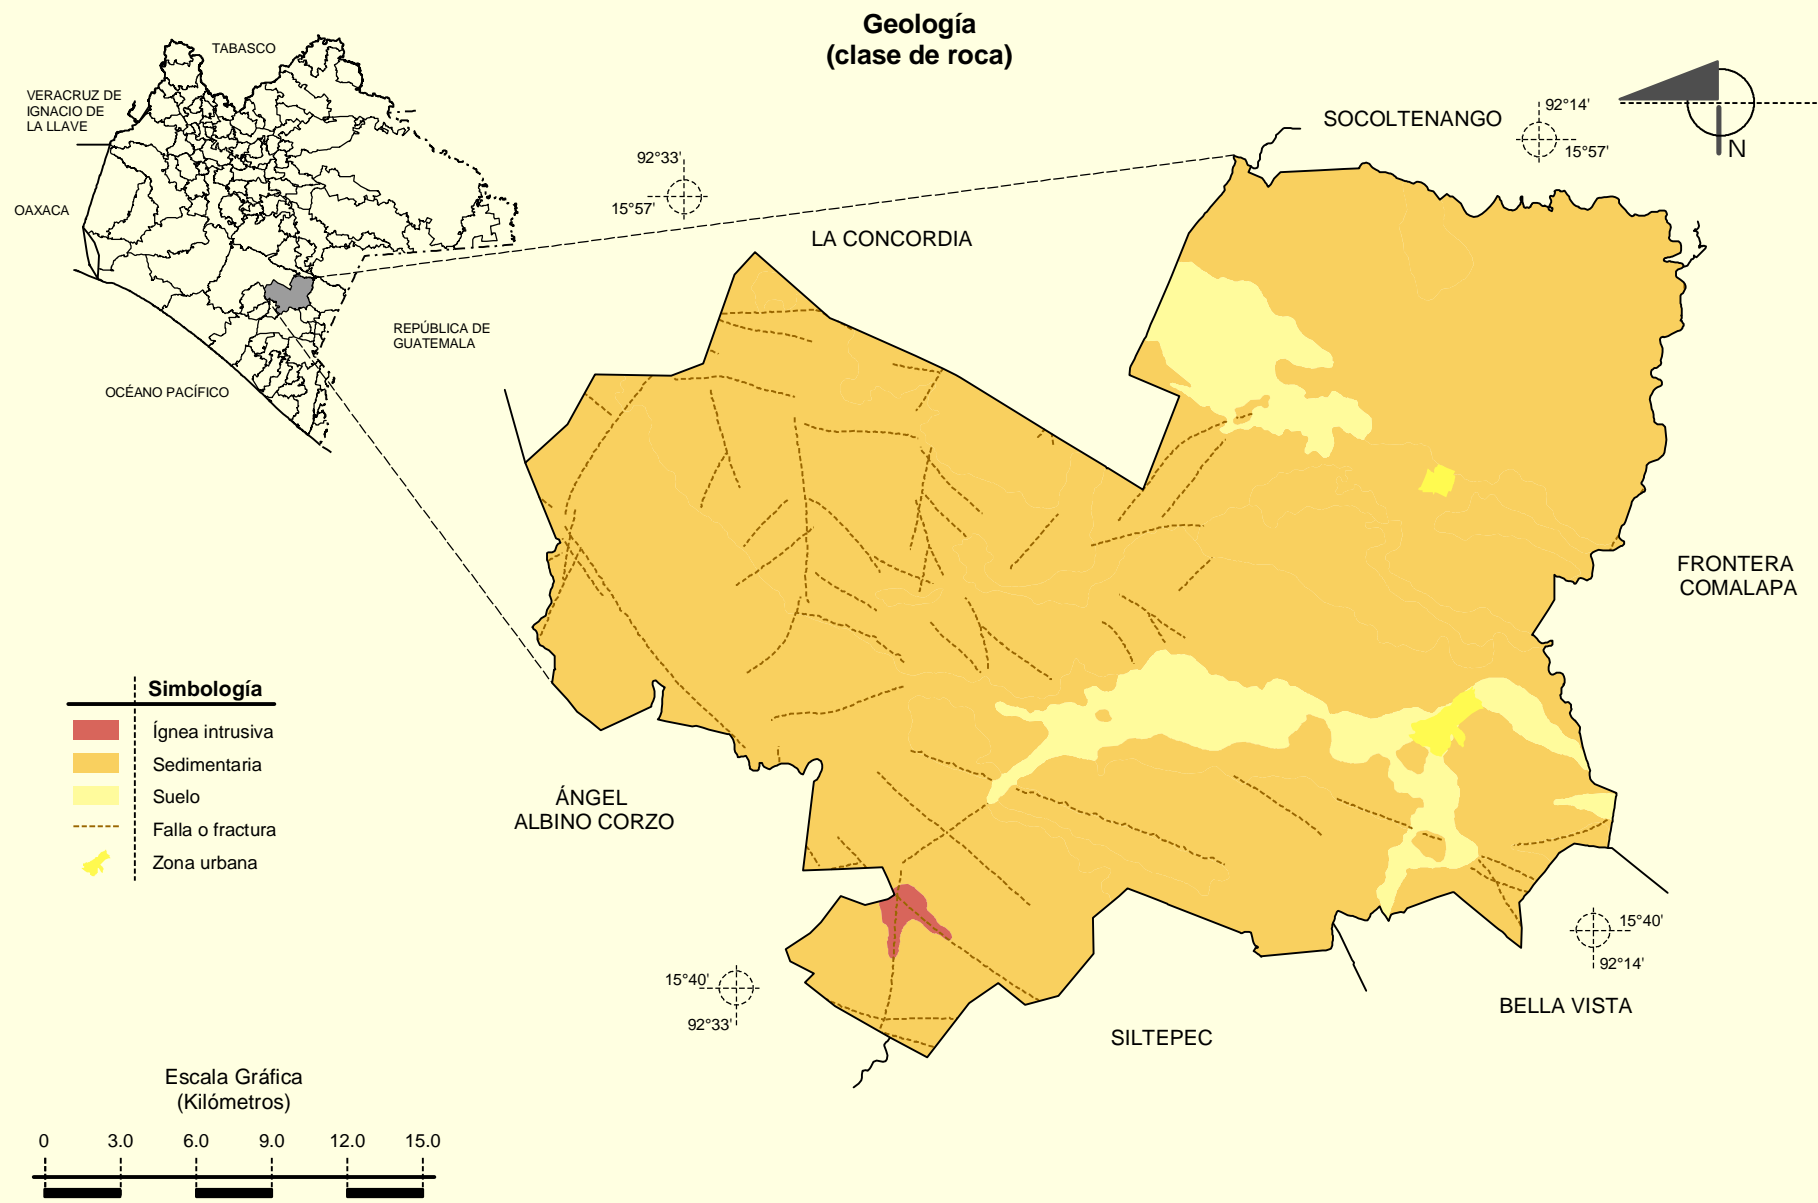 Geología
(clase de roca)
TABASCO
VERACRUZ DE
IGNACIO DE
LA LLAVE
OAXACA
REPÚBLICA DE
GUATEMALA
OCÉANO PACÍFICO
92°33'
15°57'
LA CONCORDIA
SOCOLTENANGO
92°14'
15°57'
N
FRONTERA
COMALAPA
Simbología
Ígnea intrusiva
Sedimentaria
Suelo
Falla o fractura
Zona urbana
ÁNGEL
ALBINO CORZO
15°40'
92°33'
15°40'
92°14'
BELLA VISTA
SILTEPEC
Escala Gráfica
(Kilómetros)
0 3.0 6.0 9.0 12.0 15.0